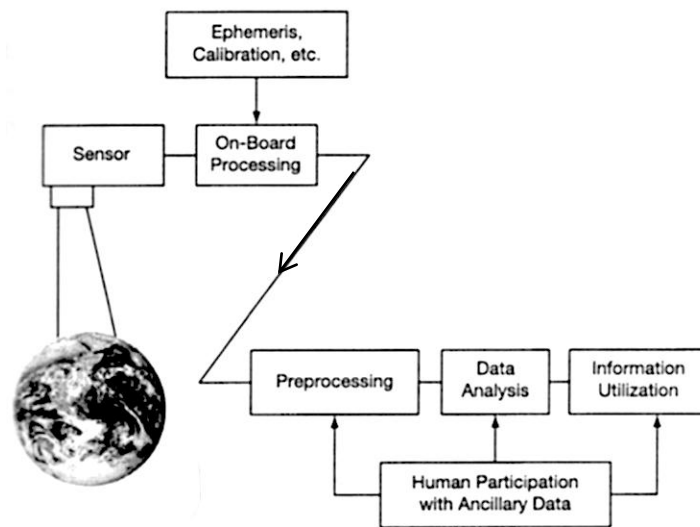 Ephemeris,
Calibration, etc.
Sensor
On-Board
Processing
Preprocessing
Data
Analysis
Information
Utilization
Human Participation
with Ancillary Data